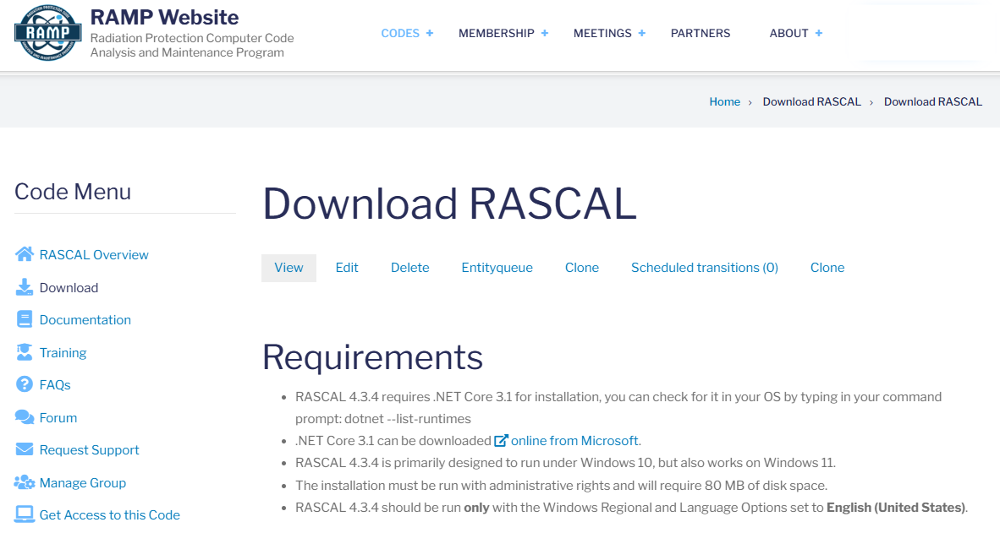 RAMP
RAMP Website
Radiation Protection Computer Code
Analysis and Maintenance Program
CODES +
MEMBERSHIP +
MEETINGS +
PARTNERS
ABOUT +
Home › Download RASCAL › Download RASCAL
Code Menu
RASCAL Overview
Download
Documentation
Training
FAQs
Forum
Request Support
Manage Group
Get Access to this Code
Download RASCAL
View Edit Delete Entityqueue Clone Scheduled transitions (0) Clone
Requirements
• RASCAL 4.3.4 requires .NET Core 3.1 for installation, you can check for it in your OS by typing in your command
prompt: dotnet --list-runtimes
• .NET Core 3.1 can be downloaded online from Microsoft.
• RASCAL 4.3.4 is primarily designed to run under Windows 10, but also works on Windows 11.
• The installation must be run with administrative rights and will require 80 MB of disk space.
• RASCAL 4.3.4 should be run only with the Windows Regional and Language Options set to English (United States).